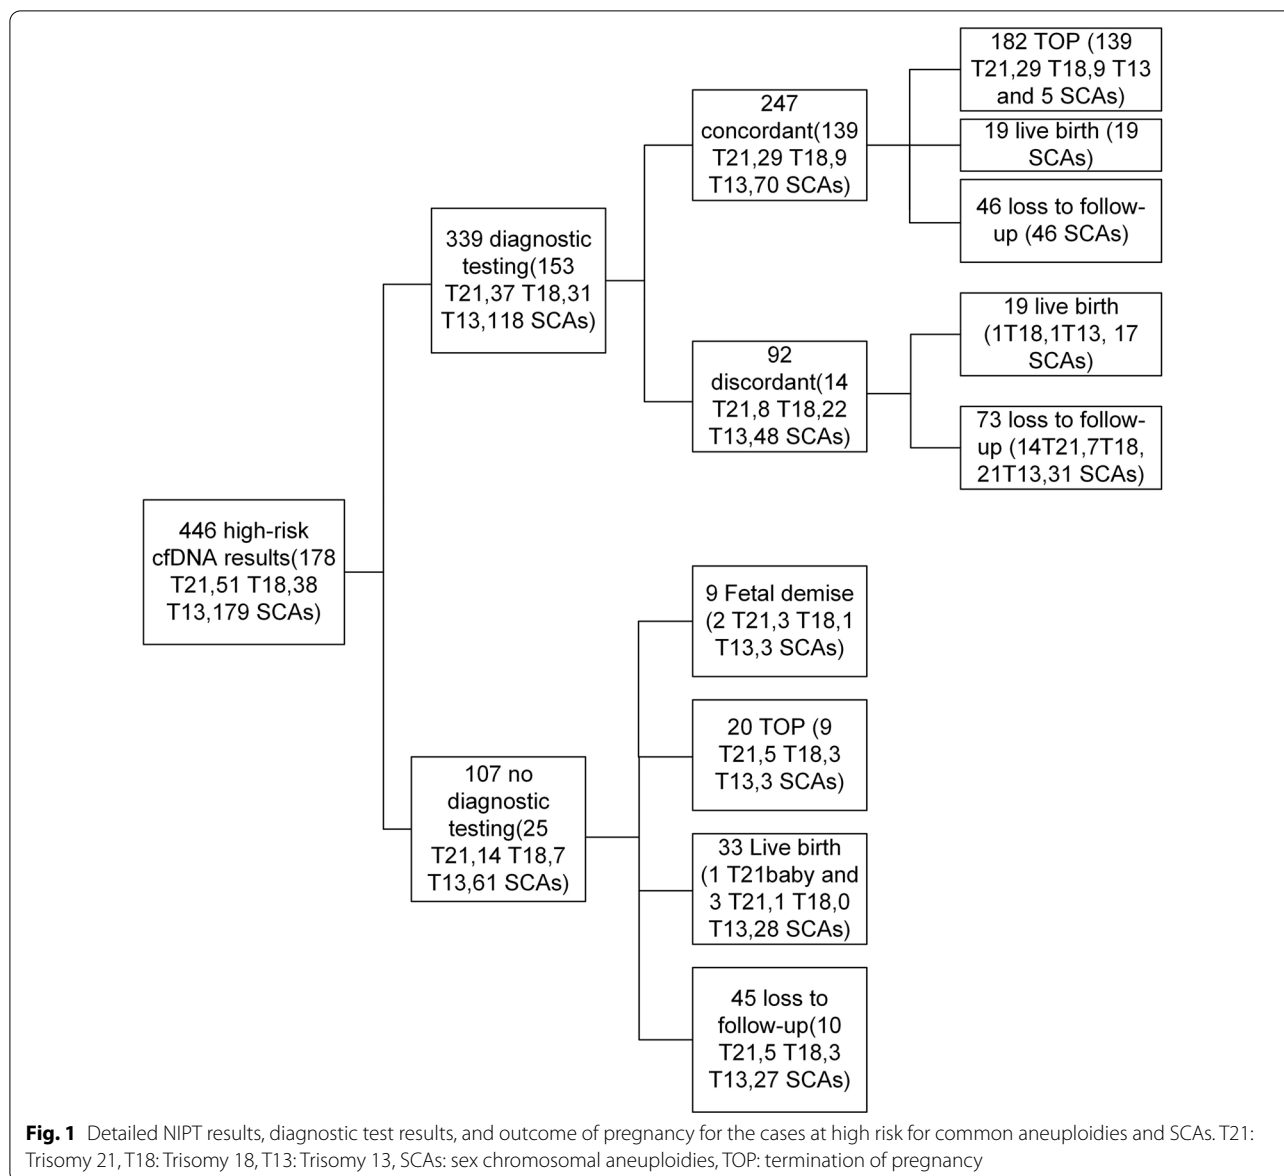 182 TOP (139
T21,29 T18,9 T13
and 5 SCAs)
247
concordant(139
T21,29 T18,9
T13,70 SCAs)
19 live birth (19
SCAs)
46 loss to follow-
up (46 SCAs)
339 diagnostic
testing(153
T21,37 T18,31
T13,118 SCAs)
19 live birth
(1T18,1T13, 17
SCAs)
92
discordant(14
T21,8 T18,22
T13,48 SCAs)
73 loss to follow-
up (14T21,7T18,
21T13,31 SCAs)
446 high-risk
cfDNA results(178
T21,51 T18,38
T13,179 SCAs)
9 Fetal demise
(2 T21,3 T18,1
T13,3 SCAs)
20 TOP (9
T21,5 T18,3
T13,3 SCAs)
107 no
diagnostic
testing(25
T21,14 T18,7
T13,61 SCAs)
33 Live birth
(1 T21baby and
3 T21,1 T18,0
T13,28 SCAs)
45 loss to
follow-up(10
T21,5 T18,3
T13,27 SCAs)
Fig. 1 Detailed NIPT results, diagnostic test results, and outcome of pregnancy for the cases at high risk for common aneuploidies and SCAs. T21:
Trisomy 21, T18: Trisomy 18, T13: Trisomy 13, SCAs: sex chromosomal aneuploidies, TOP: termination of pregnancy